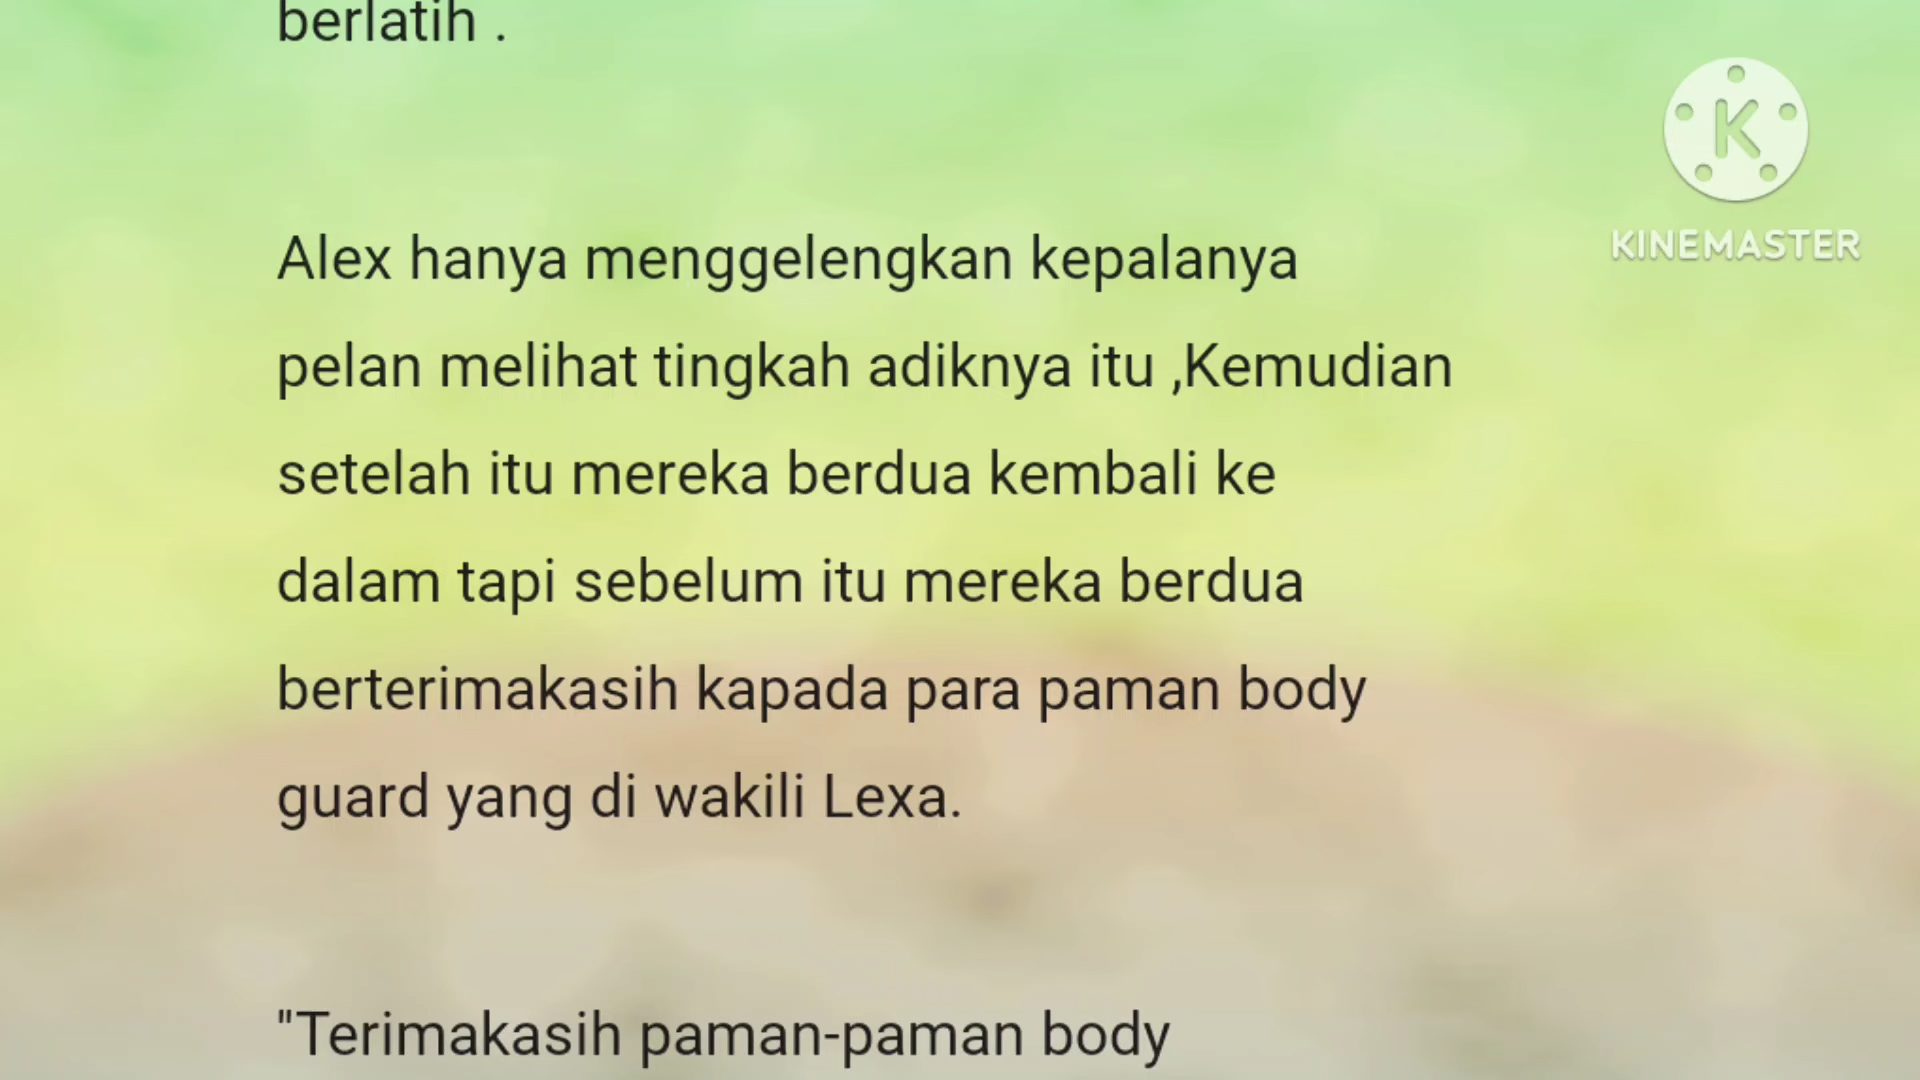 berlatih .
K
KINEMASTER
Alex hanya menggelengkan kepalanya
pelan melihat tingkah adiknya itu ,Kemudian
setelah itu mereka berdua kembali ke
dalam tapi sebelum itu mereka berdua
berterimakasih kapada para paman body
guard yang di wakili Lexa.
"Terimakasih paman-paman body